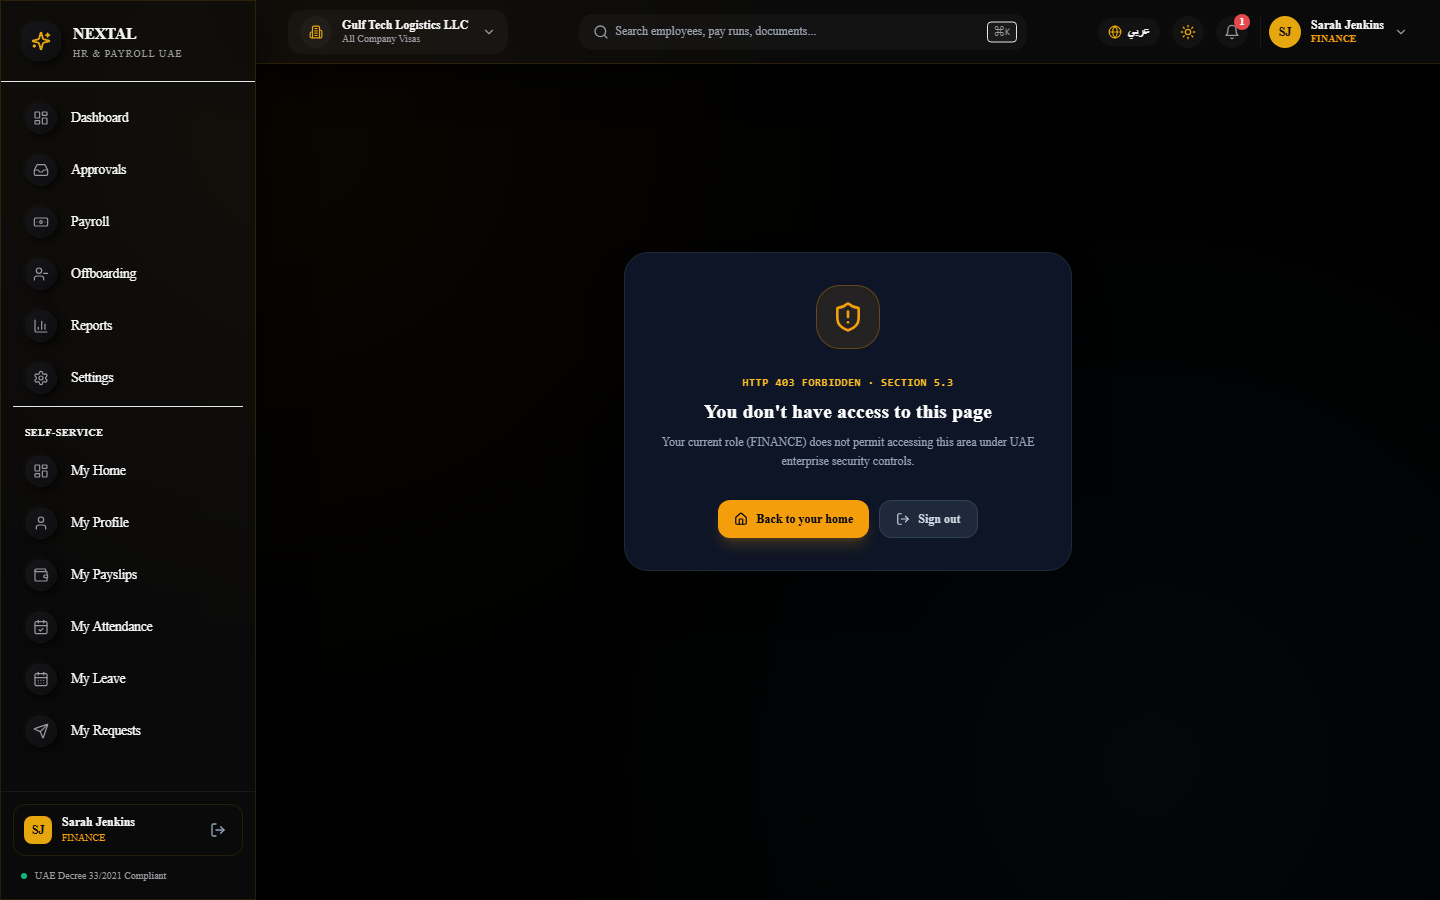 NEXTAL
HR & PAYROLL UAE
Gulf Tech Logistics LLC
All Company Visas
Search employees, pay runs, documents...
⌘K
عربي
1
SJ
Sarah Jenkins
FINANCE
Dashboard
Approvals
Payroll
Offboarding
Reports
Settings
SELF-SERVICE
My Home
My Profile
My Payslips
My Attendance
My Leave
My Requests
SJ
Sarah Jenkins
FINANCE
UAE Decree 33/2021 Compliant
HTTP 403 FORBIDDEN · SECTION 5.3
You don't have access to this page
Your current role (FINANCE) does not permit accessing this area under UAE
enterprise security controls.
Back to your home
Sign out